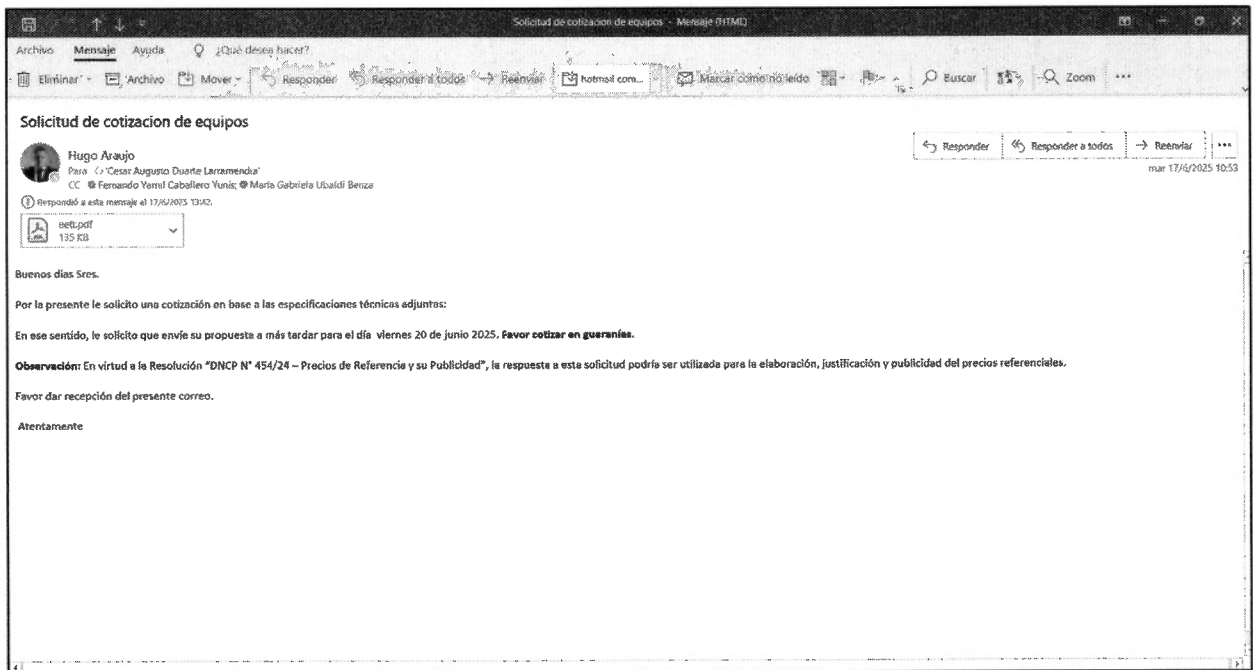 Solicitud de cotizacion de equipos - Mensaje (HTML)
Archivo Mensaje Ayuda ¿Qué desea hacer?
Eliminar Archivo Mover Responder Responder a todos Reenviar hotmail com... Marcar como no leído Buscar Zoom ...
Solicitud de cotizacion de equipos
Responder Responder a todos Reenviar ...
Hugo Araujo
Para 'Cesar Augusto Duarte Larramendia'
CC Fernando Yamil Caballero Yunis; Maria Gabriela Ubaldi Benza
mar 17/6/2025 10:53
Respondió a este mensaje el 17/6/2025 13:42.
eett.pdf
135 KB
Buenos días Sres.
Por la presente le solicito una cotización en base a las especificaciones técnicas adjuntas:
En ese sentido, le solicito que envíe su propuesta a más tardar para el día viernes 20 de junio 2025. Favor cotizar en guaraníes.
Observación: En virtud a la Resolución "DNCP N° 454/24 – Precios de Referencia y su Publicidad", la respuesta a esta solicitud podría ser utilizada para la elaboración, justificación y publicidad del precios referenciales.
Favor dar recepción del presente correo.
Atentamente